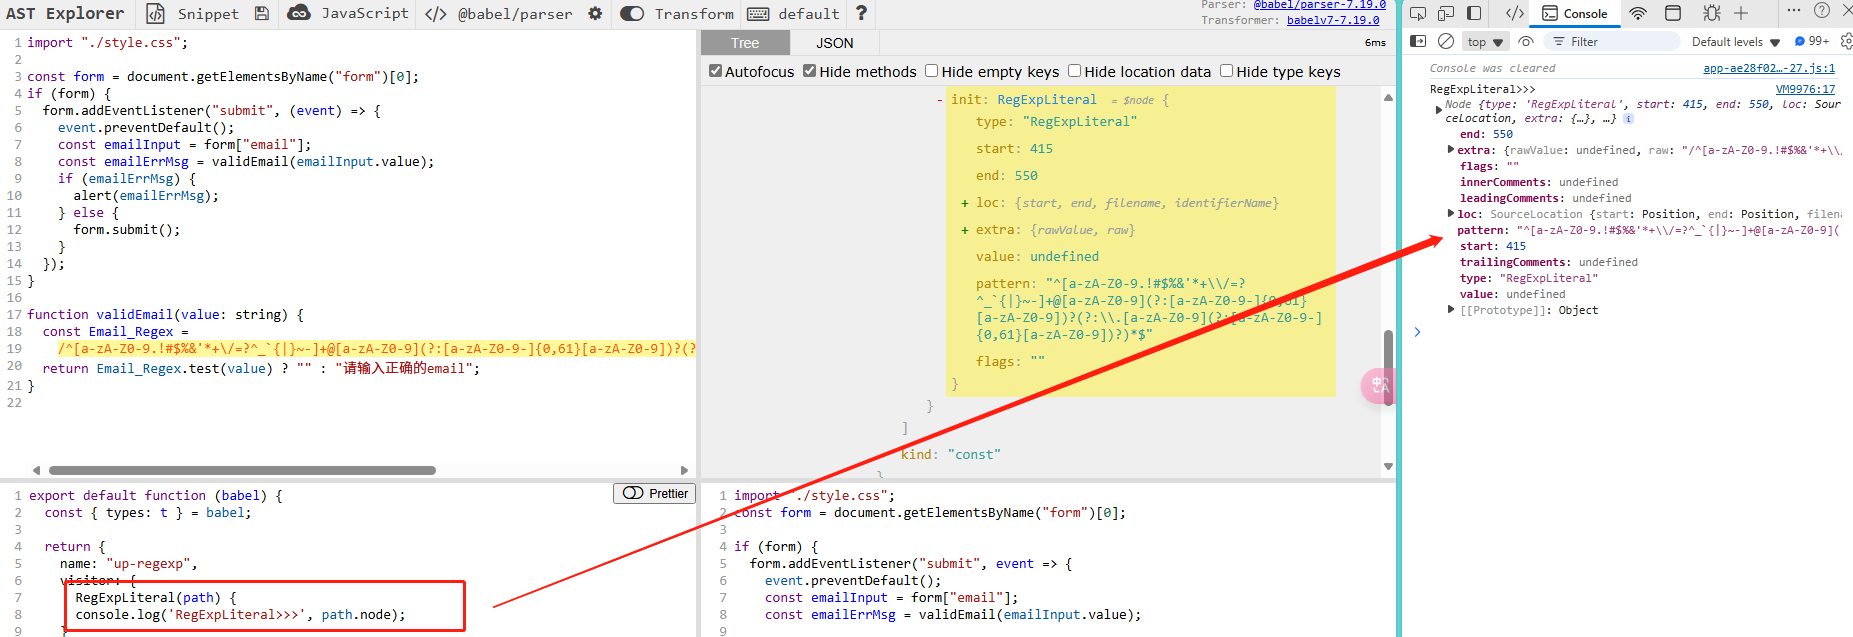 AST Explorer Snippet JavaScript </> @babel/parser Transform default ?
Parser: @babel/parser-7.19.0
Transformer: babelv7-7.19.0
1 import "./style.css";
2
3 const form = document.getElementsByName("form")[0];
4 if (form) {
5 form.addEventListener("submit", (event) => {
6 event.preventDefault();
7 const emailInput = form["email"];
8 const emailErrMsg = validEmail(emailInput.value);
9 if (emailErrMsg) {
10 alert(emailErrMsg);
11 } else {
12 form.submit();
13 }
14 });
15 }
16
17 function validEmail(value: string) {
18 const Email_Regex =
19 /^[a-zA-Z0-9.!#$%&'*+\/=?^_`{|}~-]+@[a-zA-Z0-9](?:[a-zA-Z0-9-]{0,61}[a-zA-Z0-9])?(?
20 return Email_Regex.test(value) ? "" : "请输入正确的email";
21 }
22
Tree JSON 6ms
Autofocus Hide methods Hide empty keys Hide location data Hide type keys
- init: RegExpLiteral = $node {
type: "RegExpLiteral"
start: 415
end: 550
+ loc: {start, end, filename, identifierName}
+ extra: {rawValue, raw}
value: undefined
pattern: "^[a-zA-Z0-9.!#$%&'*+\\/=?
^_`{|}~-]+@[a-zA-Z0-9](?:[a-zA-Z0-9-]{0,61}
[a-zA-Z0-9])?(?:\\.[a-zA-Z0-9](?:[a-zA-Z0-9-]
{0,61}[a-zA-Z0-9])?)*$"
flags: ""
}
}
]
kind: "const"
}
Prettier
1 export default function (babel) {
2 const { types: t } = babel;
3
4 return {
5 name: "up-regexp",
6 visitor: {
7 RegExpLiteral(path) {
8 console.log('RegExpLiteral>>>', path.node);
9 }
1 import "./style.css";
2 const form = document.getElementsByName("form")[0];
3
4 if (form) {
5 form.addEventListener("submit", event => {
6 event.preventDefault();
7 const emailInput = form["email"];
8 const emailErrMsg = validEmail(emailInput.value);
9
</> Console
top Filter Default levels 99+
Console was cleared app-ae28f02…-27.js:1
RegExpLiteral>>> VM9976:17
Node {type: 'RegExpLiteral', start: 415, end: 550, loc: Sour
ceLocation, extra: {…}, …}
end: 550
extra: {rawValue: undefined, raw: "/^[a-zA-Z0-9.!#$%&'*+\\/
flags: ""
innerComments: undefined
leadingComments: undefined
loc: SourceLocation {start: Position, end: Position, filen
pattern: "^[a-zA-Z0-9.!#$%&'*+\\/=?^_`{|}~-]+@[a-zA-Z0-9](
start: 415
trailingComments: undefined
type: "RegExpLiteral"
value: undefined
[[Prototype]]: Object